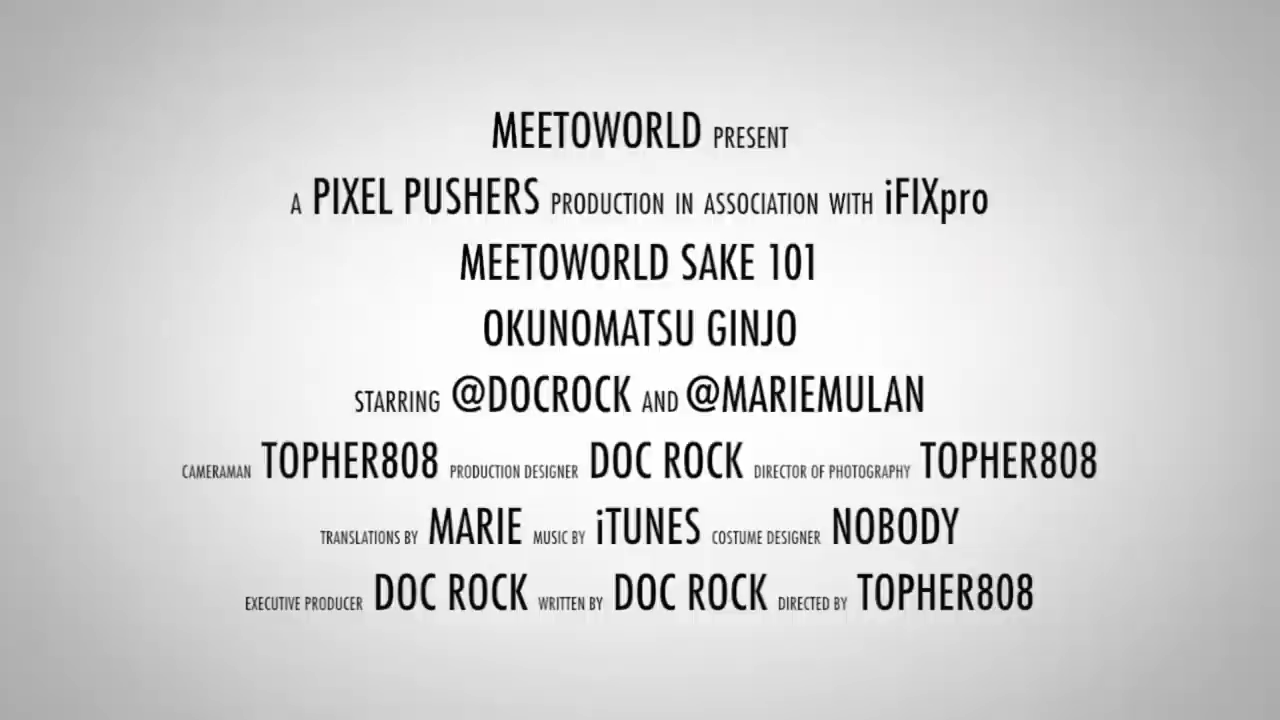 MEETOWORLD PRESENT
A PIXEL PUSHERS PRODUCTION IN ASSOCIATION WITH iFIXpro
MEETOWORLD SAKE 101
OKUNOMATSU GINJO
STARRING @DOCROCK AND @MARIEMULAN
CAMERAMAN TOPHER808 PRODUCTION DESIGNER DOC ROCK DIRECTOR OF PHOTOGRAPHY TOPHER808
TRANSLATIONS BY MARIE MUSIC BY iTUNES COSTUME DESIGNER NOBODY
EXECUTIVE PRODUCER DOC ROCK WRITTEN BY DOC ROCK DIRECTED BY TOPHER808